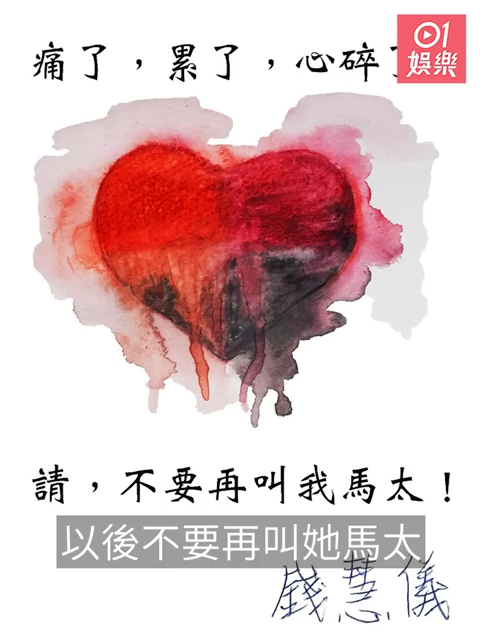 痛了，累了，心碎了
01
娛樂
請，不要再叫我馬太！
以後不要再叫她馬太
錢慧儀